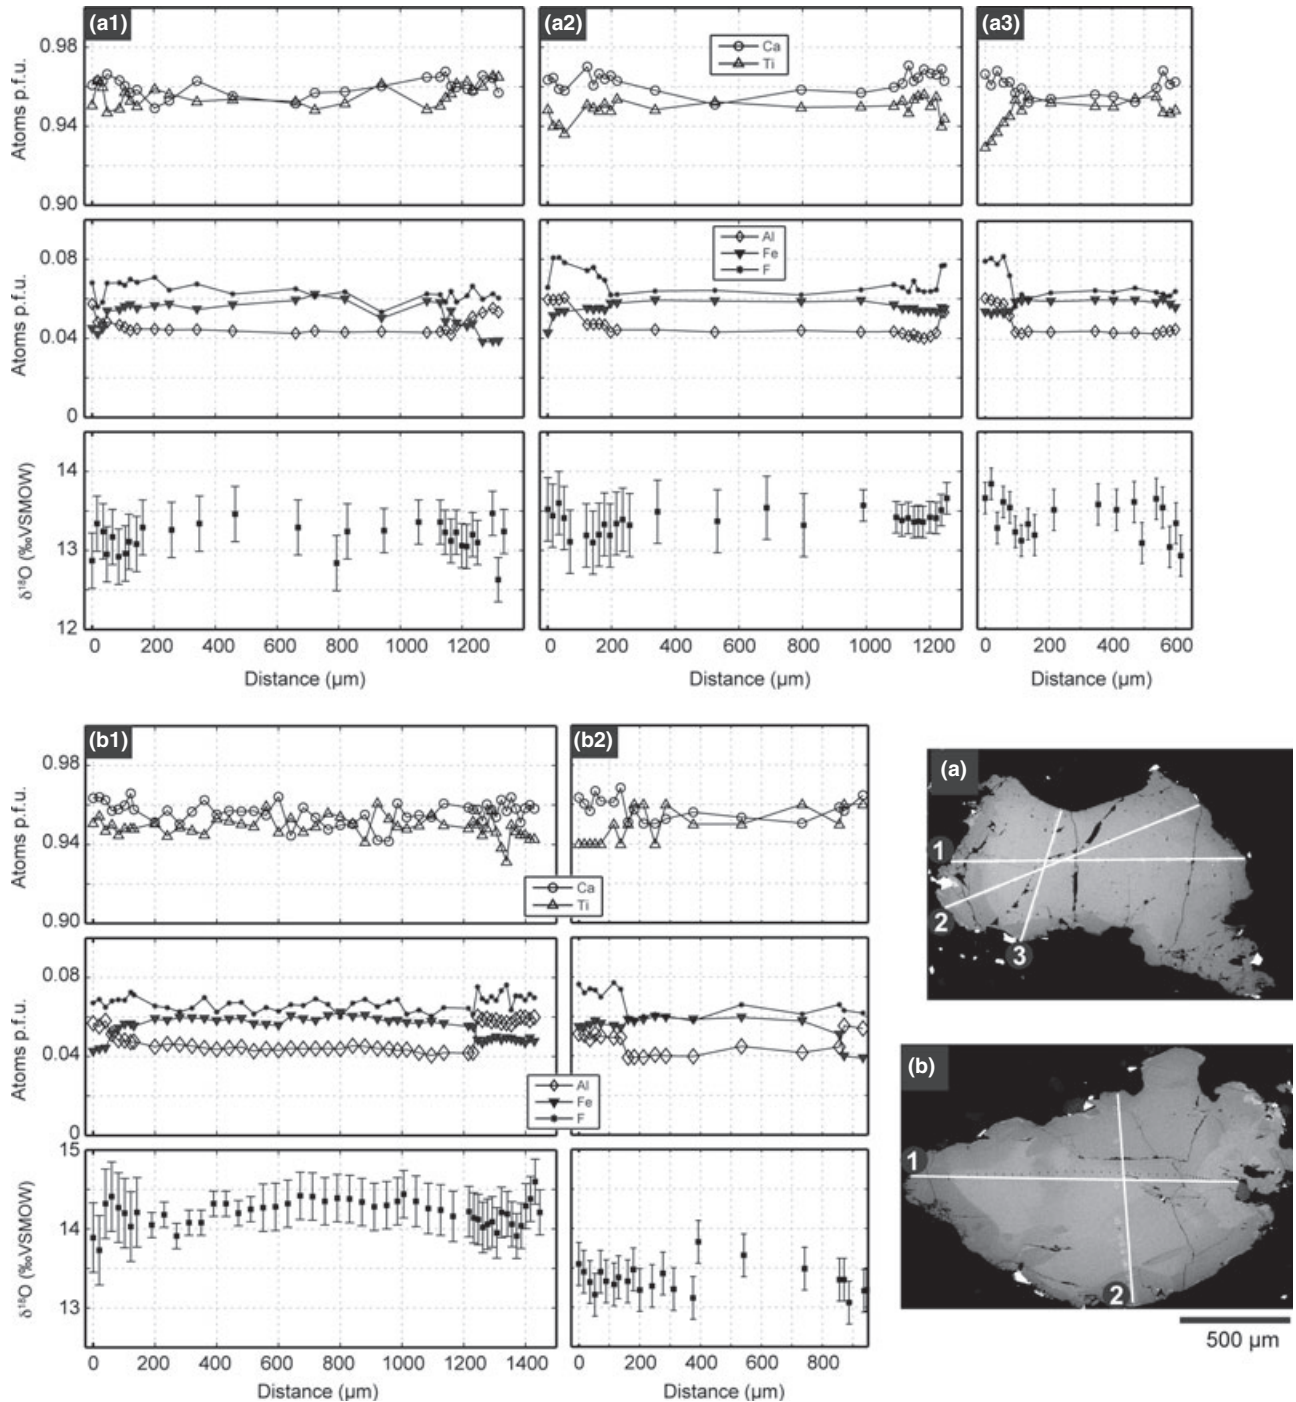 (a1)
(a2)
(a3)
Atoms p.f.u.
0.98
0.94
0.90
Ca
Ti
Atoms p.f.u.
0.08
0.04
0
Al
Fe
F
δ¹⁸O (‰VSMOW)
14
13
12
0 200 400 600 800 1000 1200
0 200 400 600 800 1000 1200
0 200 400 600
Distance (µm)
Distance (µm)
Distance (µm)
(b1)
(b2)
Atoms p.f.u.
0.98
0.94
0.90
Ca
Ti
Atoms p.f.u.
0.08
0.04
0
Al
Fe
F
δ¹⁸O (‰VSMOW)
15
14
13
0 200 400 600 800 1000 1200 1400
0 200 400 600 800
Distance (µm)
Distance (µm)
(a)
1
2
3
(b)
1
2
500 µm